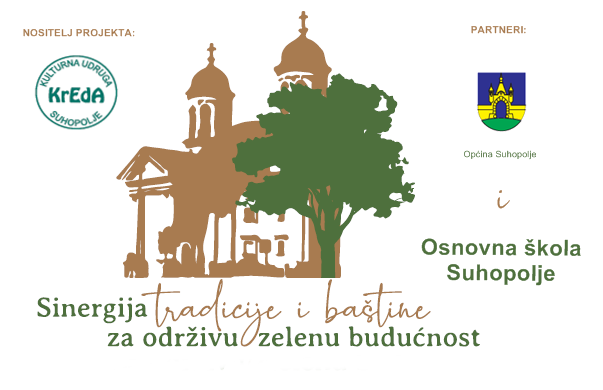 NOSITELJ PROJEKTA:
KULTURNA UDRUGA
KrEdA
SUHOPOLJE
PARTNERI:
Općina Suhopolje
i
Osnovna škola
Suhopolje
Sinergija tradicije i baštine
za održivu zelenu budućnost